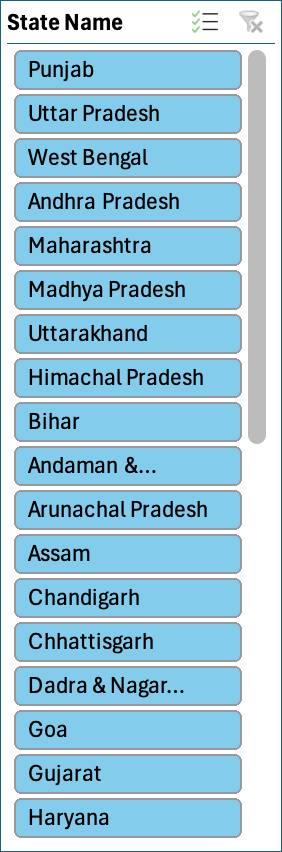 State Name
Punjab
Uttar Pradesh
West Bengal
Andhra Pradesh
Maharashtra
Madhya Pradesh
Uttarakhand
Himachal Pradesh
Bihar
Andaman &...
Arunachal Pradesh
Assam
Chandigarh
Chhattisgarh
Dadra & Nagar...
Goa
Gujarat
Haryana